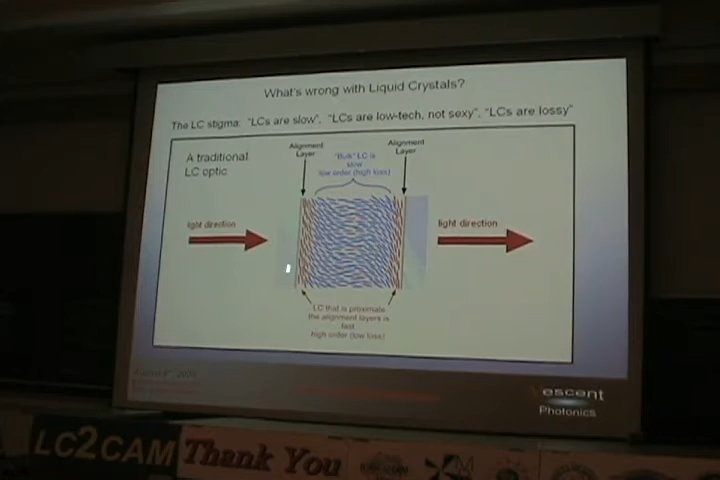 What's wrong with Liquid Crystals?
The LC stigma: "LCs are slow", "LCs are low-tech, not sexy", "LCs are lossy"
A traditional
LC optic
Alignment
Layer
"Bulk" LC is
slow
low order (high loss)
Alignment
Layer
light direction
light direction
LC that is proximate
the alignment layers is
fast
high order (low loss)
Vescent
Photonics
LC2CAM
Thank You